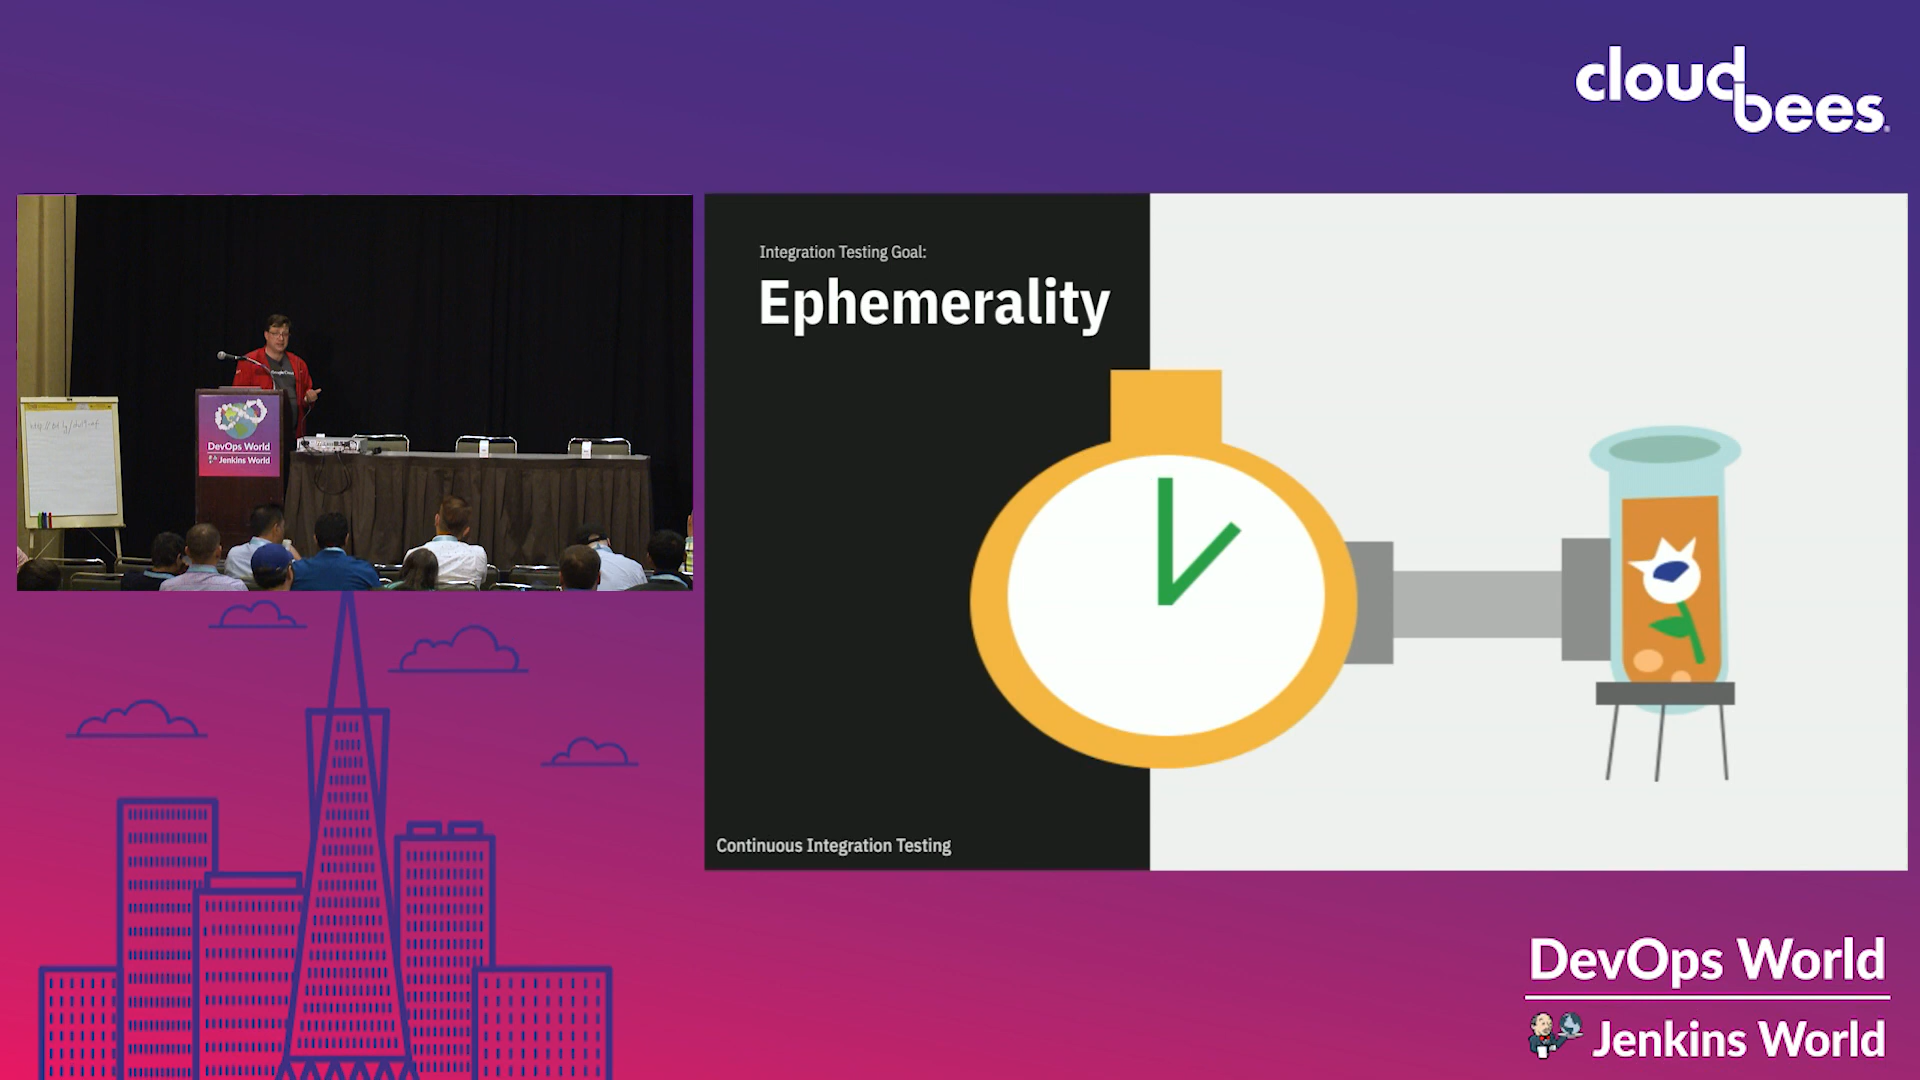 cloudbees
Integration Testing Goal:
Ephemerality
Continuous Integration Testing
DevOps World
Jenkins World
DevOps World
Jenkins World